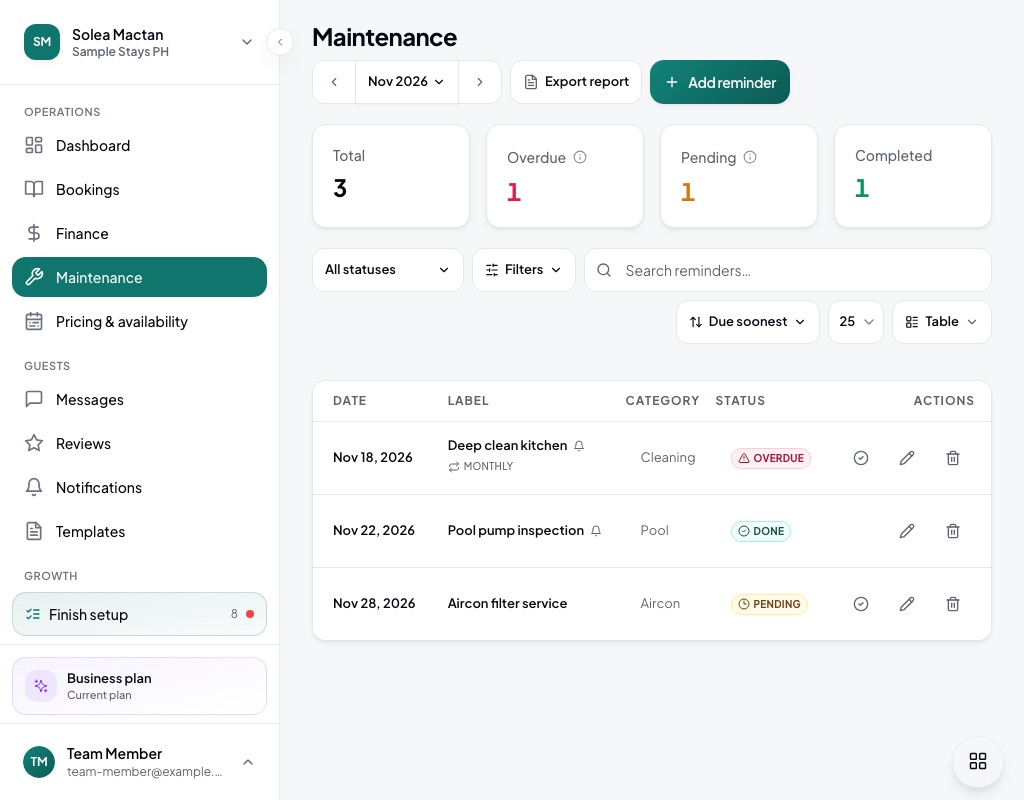 SM
Solea Mactan
Sample Stays PH
OPERATIONS
Dashboard
Bookings
Finance
Maintenance
Pricing & availability
GUESTS
Messages
Reviews
Notifications
Templates
GROWTH
Finish setup 8
Business plan
Current plan
TM
Team Member
team-member@example....
Maintenance
Nov 2026
Export report
Add reminder
Total
3
Overdue
1
Pending
1
Completed
1
All statuses
Filters
Search reminders...
Due soonest
25
Table
DATE LABEL CATEGORY STATUS ACTIONS
Nov 18, 2026 Deep clean kitchen Cleaning OVERDUE
MONTHLY
Nov 22, 2026 Pool pump inspection Pool DONE
Nov 28, 2026 Aircon filter service Aircon PENDING